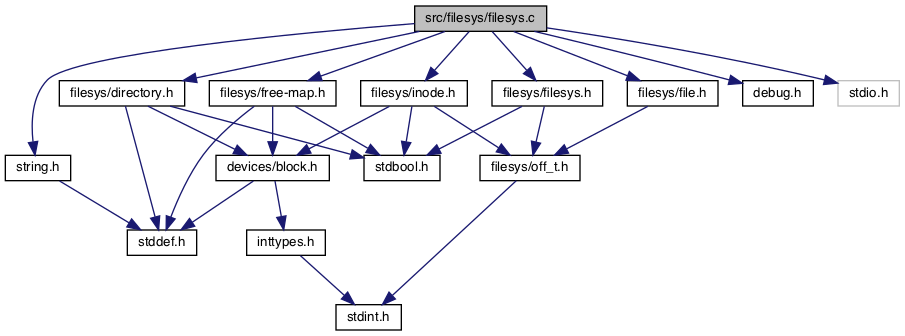 src/filesys/filesys.c
filesys/directory.h
filesys/free-map.h
filesys/inode.h
filesys/filesys.h
filesys/file.h
debug.h
stdio.h
string.h
devices/block.h
stdbool.h
filesys/off_t.h
stddef.h
inttypes.h
stdint.h